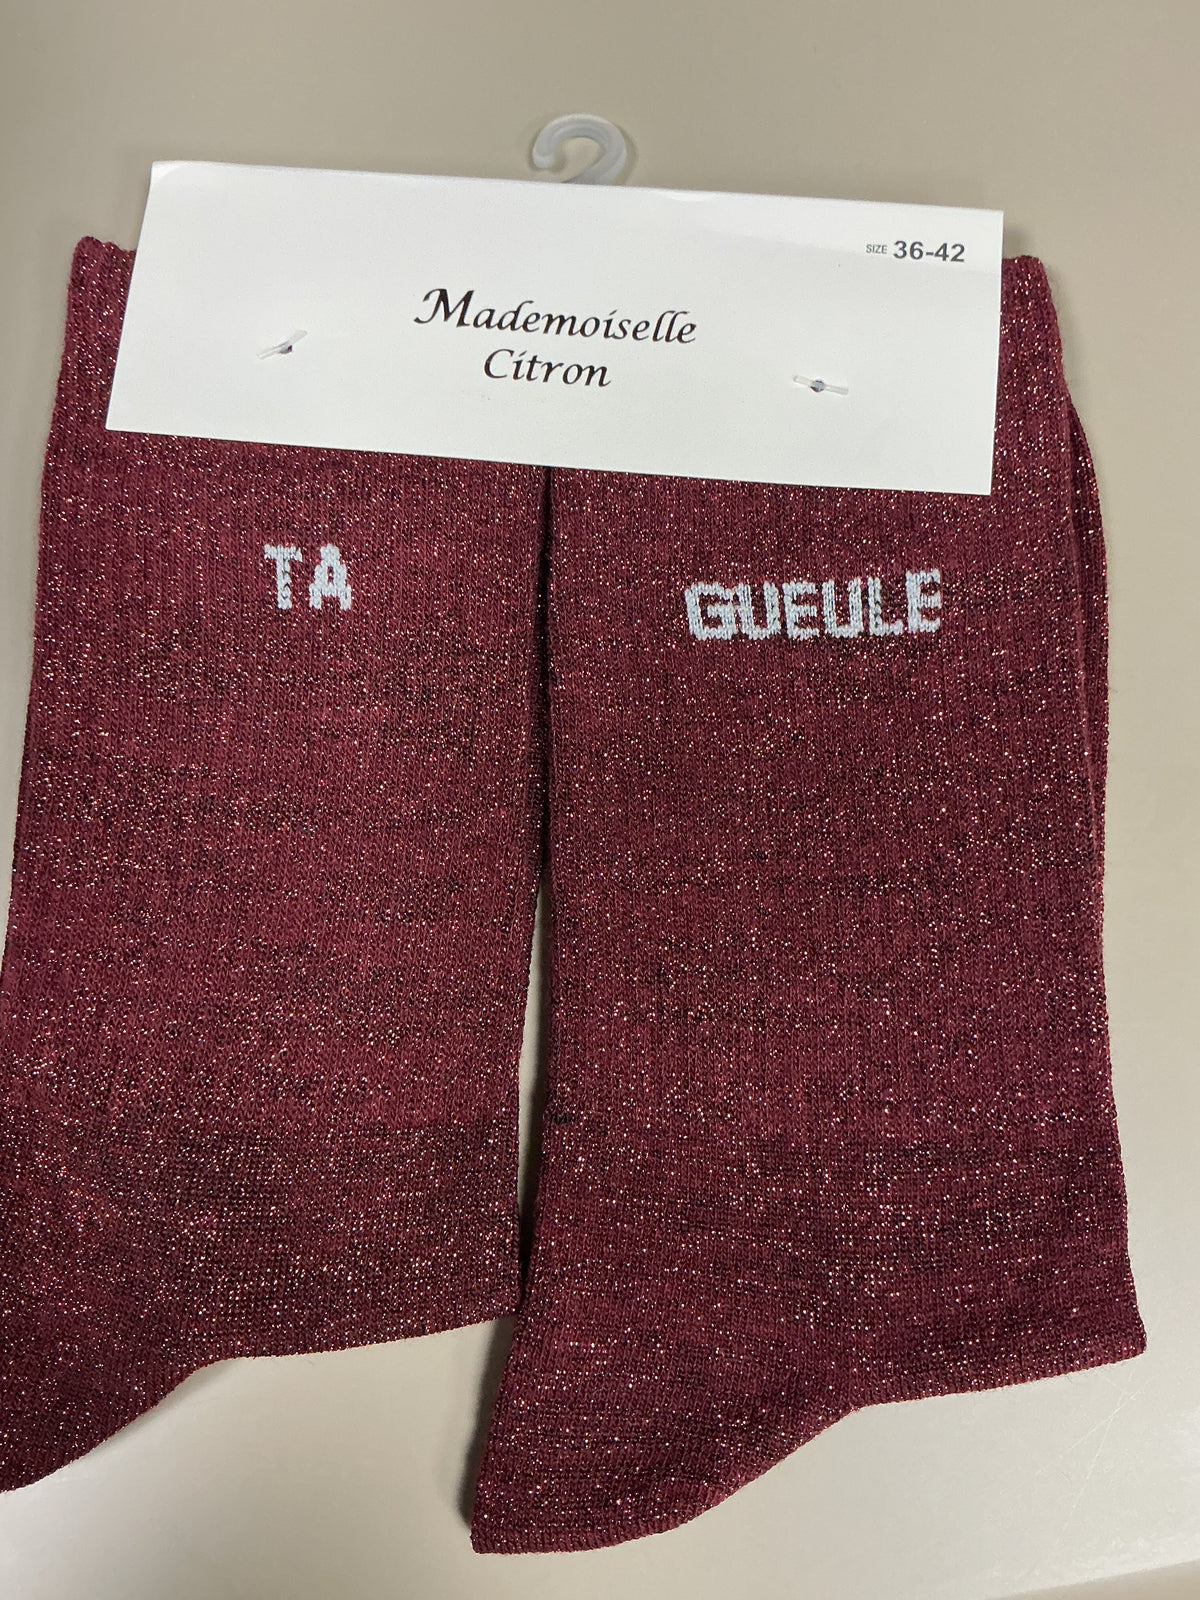 SIZE 36-42
Mademoiselle
Citron
TA
GUEULE